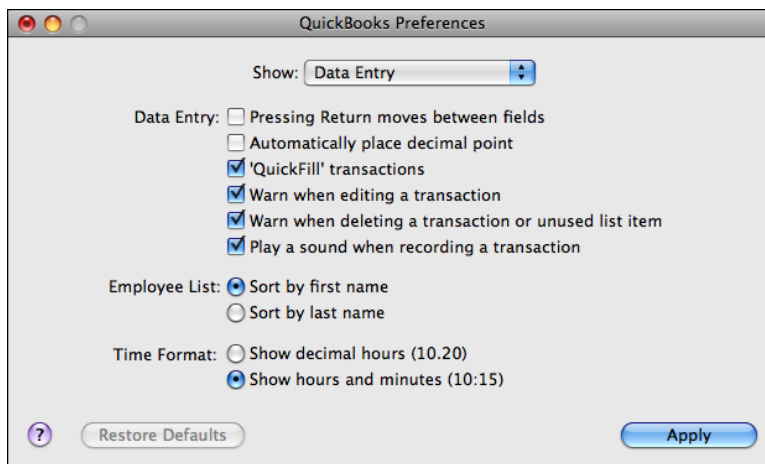 QuickBooks Preferences
Show: Data Entry
Data Entry: Pressing Return moves between fields
Automatically place decimal point
'QuickFill' transactions
Warn when editing a transaction
Warn when deleting a transaction or unused list item
Play a sound when recording a transaction
Employee List: Sort by first name
Sort by last name
Time Format: Show decimal hours (10.20)
Show hours and minutes (10:15)
? Restore Defaults Apply